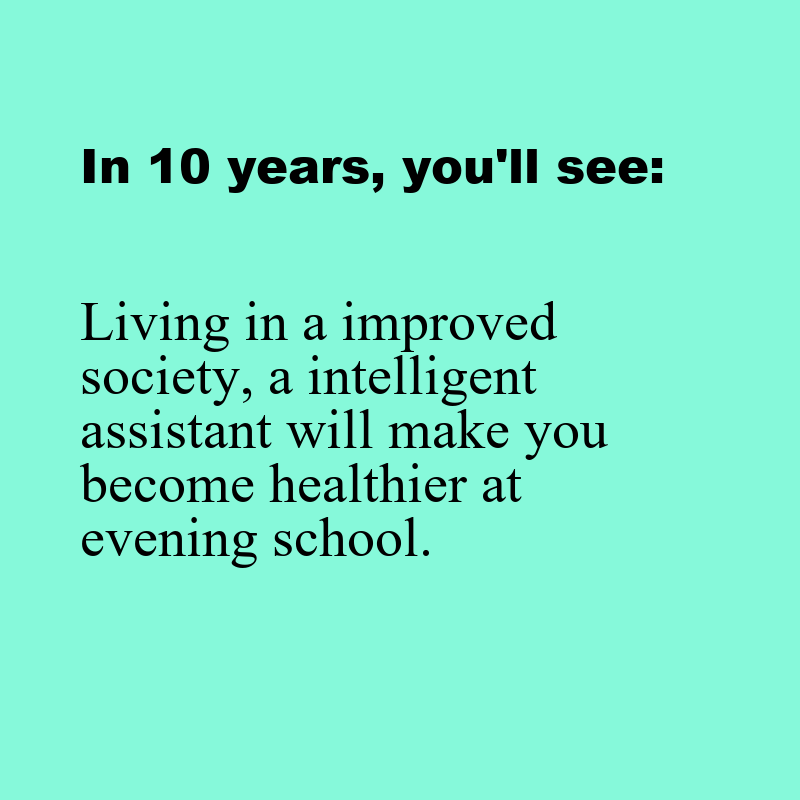 In 10 years, you'll see:
Living in a improved
society, a intelligent
assistant will make you
become healthier at
evening school.